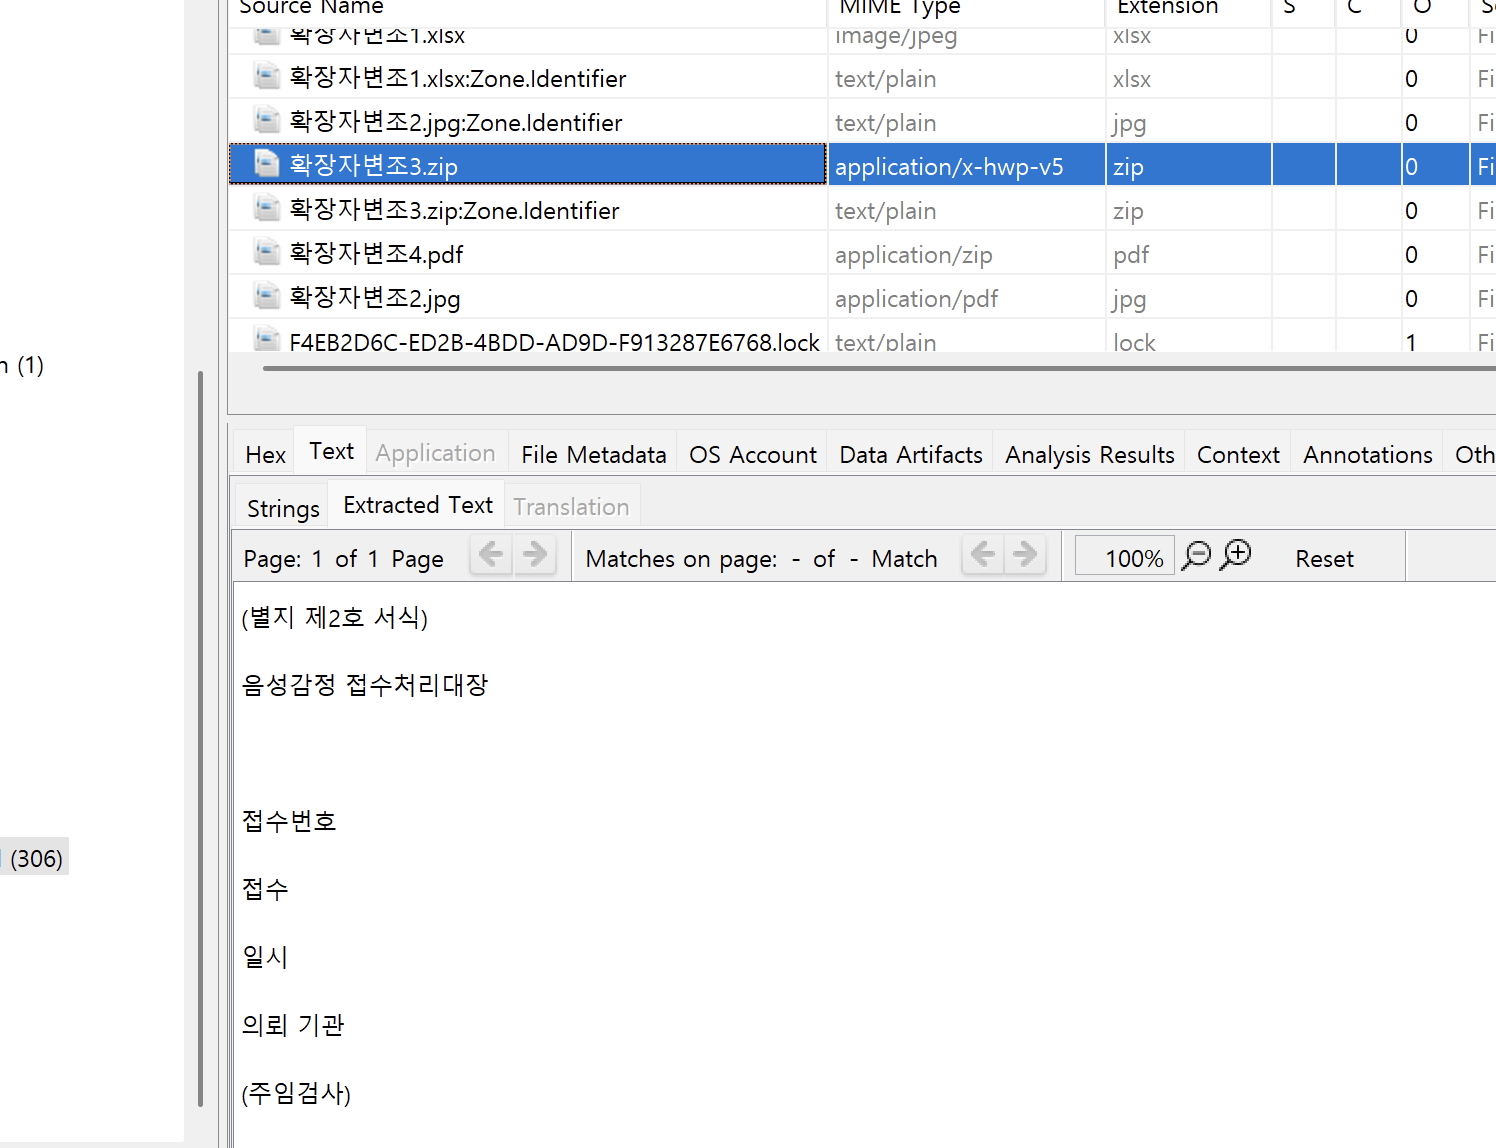 Source Name MIME Type Extension S C O
확장자변조1.xlsx image/jpeg xlsx 0 Fi
확장자변조1.xlsx:Zone.Identifier text/plain xlsx 0 Fi
확장자변조2.jpg:Zone.Identifier text/plain jpg 0 Fi
확장자변조3.zip application/x-hwp-v5 zip 0 Fi
확장자변조3.zip:Zone.Identifier text/plain zip 0 Fi
확장자변조4.pdf application/zip pdf 0 Fi
확장자변조2.jpg application/pdf jpg 0 Fi
F4EB2D6C-ED2B-4BDD-AD9D-F913287E6768.lock text/plain lock 1 Fi
(1)
(306)
Hex Text Application File Metadata OS Account Data Artifacts Analysis Results Context Annotations Oth
Strings Extracted Text Translation
Page: 1 of 1 Page Matches on page: - of - Match 100% Reset
(별지 제2호 서식)
음성감정 접수처리대장
접수번호
접수
일시
의뢰 기관
(주임검사)